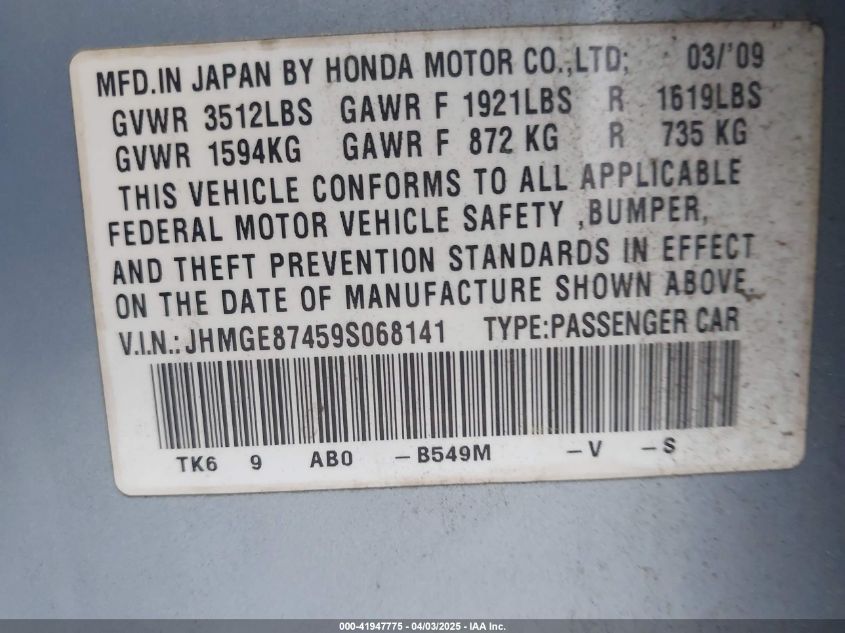 MFD.IN JAPAN BY HONDA MOTOR CO.,LTD; 03/'09
GVWR 3512LBS GAWR F 1921LBS R 1619LBS
GVWR 1594KG GAWR F 872 KG R 735 KG
THIS VEHICLE CONFORMS TO ALL APPLICABLE
FEDERAL MOTOR VEHICLE SAFETY ,BUMPER,
AND THEFT PREVENTION STANDARDS IN EFFECT
ON THE DATE OF MANUFACTURE SHOWN ABOVE.
V.I.N.: JHMGE87459S068141 TYPE:PASSENGER CAR
TK6 9 AB0 -B549M -V -S
000-41947775 - 04/03/2025 - IAA Inc.